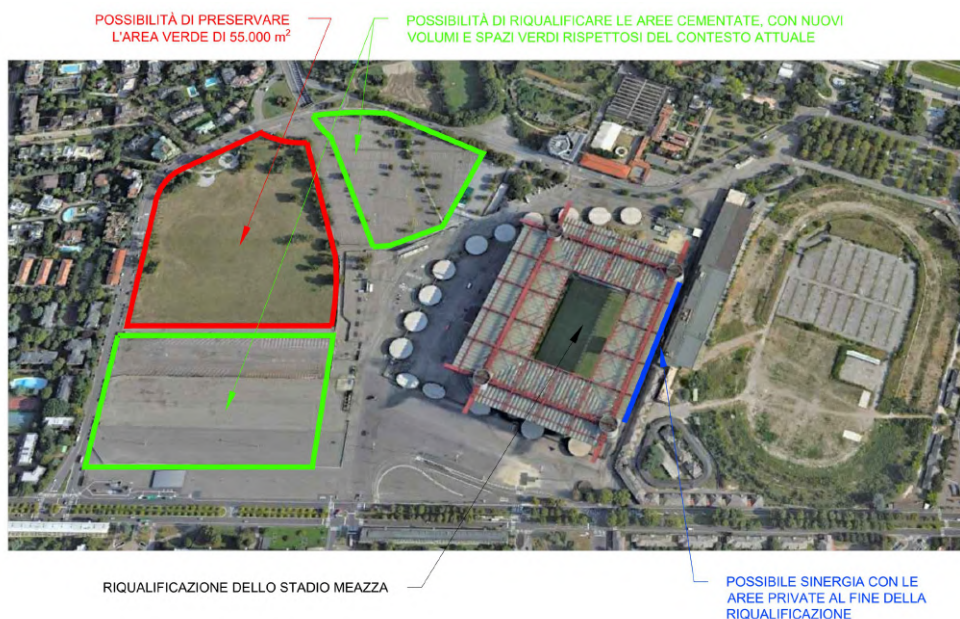 POSSIBILITÀ DI PRESERVARE
L'AREA VERDE DI 55.000 m²
POSSIBILITÀ DI RIQUALIFICARE LE AREE CEMENTATE, CON NUOVI
VOLUMI E SPAZI VERDI RISPETTOSI DEL CONTESTO ATTUALE
RIQUALIFICAZIONE DELLO STADIO MEAZZA
POSSIBILE SINERGIA CON LE
AREE PRIVATE AL FINE DELLA
RIQUALIFICAZIONE